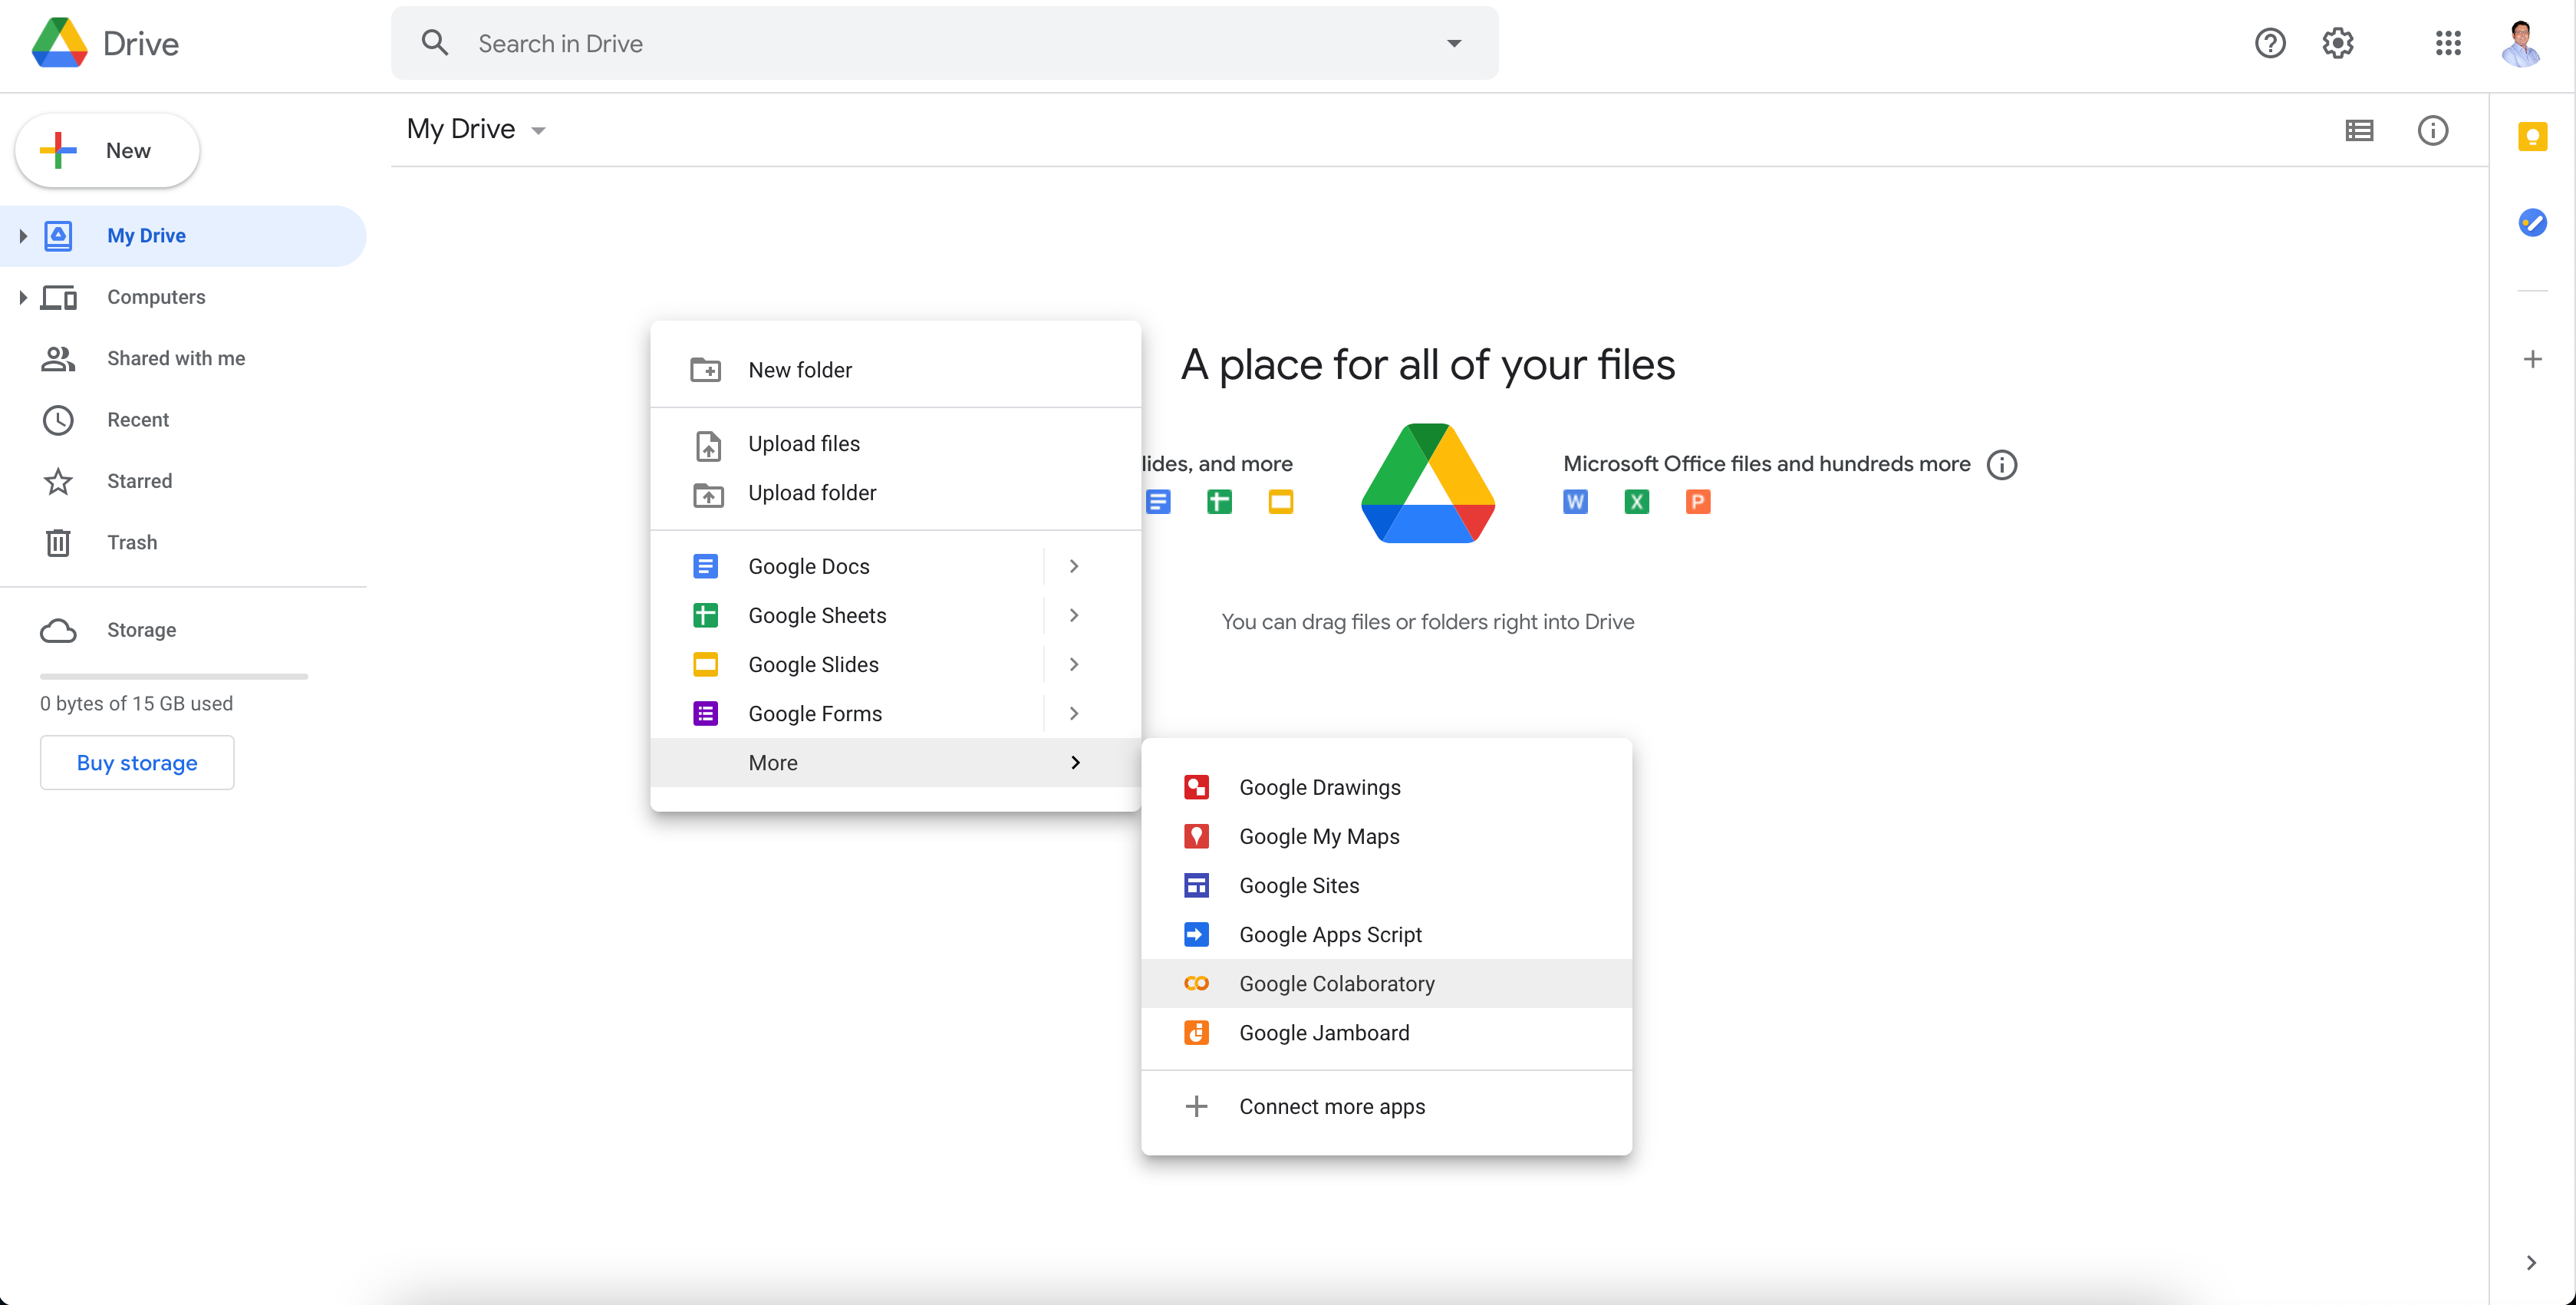 Drive
Search in Drive
New
My Drive
My Drive
Computers
Shared with me
Recent
Starred
Trash
Storage
0 bytes of 15 GB used
Buy storage
New folder
Upload files
Upload folder
Google Docs
Google Sheets
Google Slides
Google Forms
More
A place for all of your files
lides, and more
Microsoft Office files and hundreds more
W X P
You can drag files or folders right into Drive
Google Drawings
Google My Maps
Google Sites
Google Apps Script
Google Colaboratory
Google Jamboard
Connect more apps